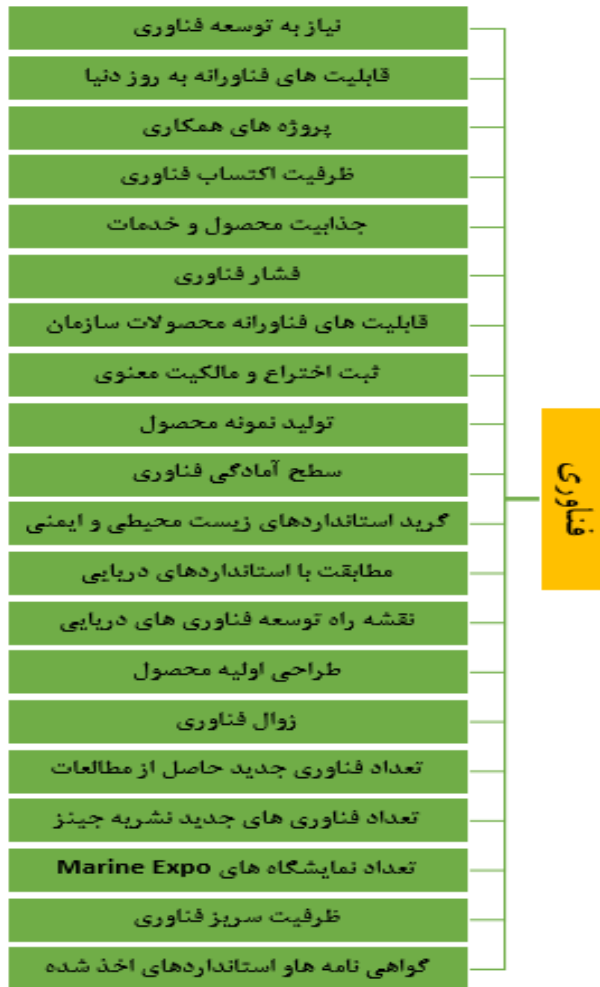 فناوری
نیاز به توسعه فناوری
قابلیت های فناورانه به روز دنیا
پروژه های همکاری
ظرفیت اکتساب فناوری
جذابیت محصول و خدمات
فشار فناوری
قابلیت های فناورانه محصولات سازمان
ثبت اختراع و مالکیت معنوی
تولید نمونه محصول
سطح آمادگی فناوری
گرید استانداردهای زیست محیطی و ایمنی
مطابقت با استانداردهای دریایی
نقشه راه توسعه فناوری های دریایی
طراحی اولیه محصول
زوال فناوری
تعداد فناوری جدید حاصل از مطالعات
تعداد فناوری های جدید نشریه جینز
تعداد نمایشگاه های Marine Expo
ظرفیت سرریز فناوری
گواهی نامه هاو استانداردهای اخذ شده